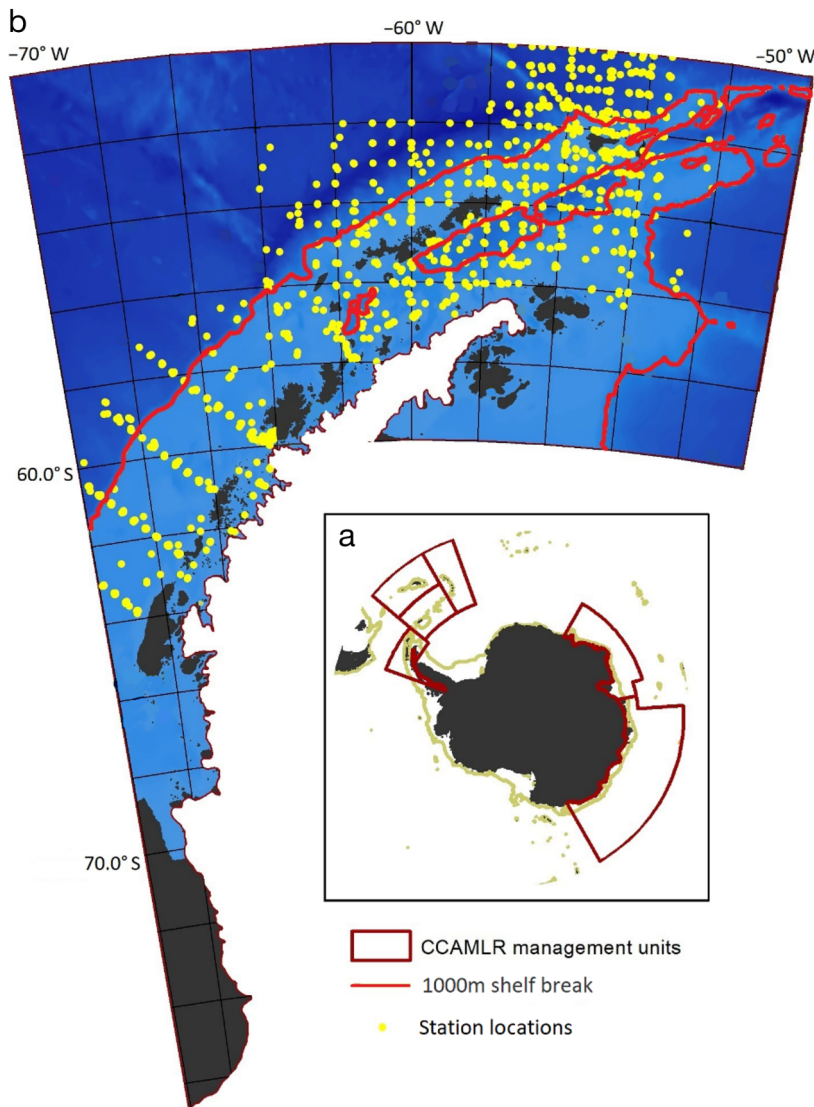 b
−60° W
−70° W
−50° W
60.0° S
a
70.0° S
CCAMLR management units
1000m shelf break
Station locations